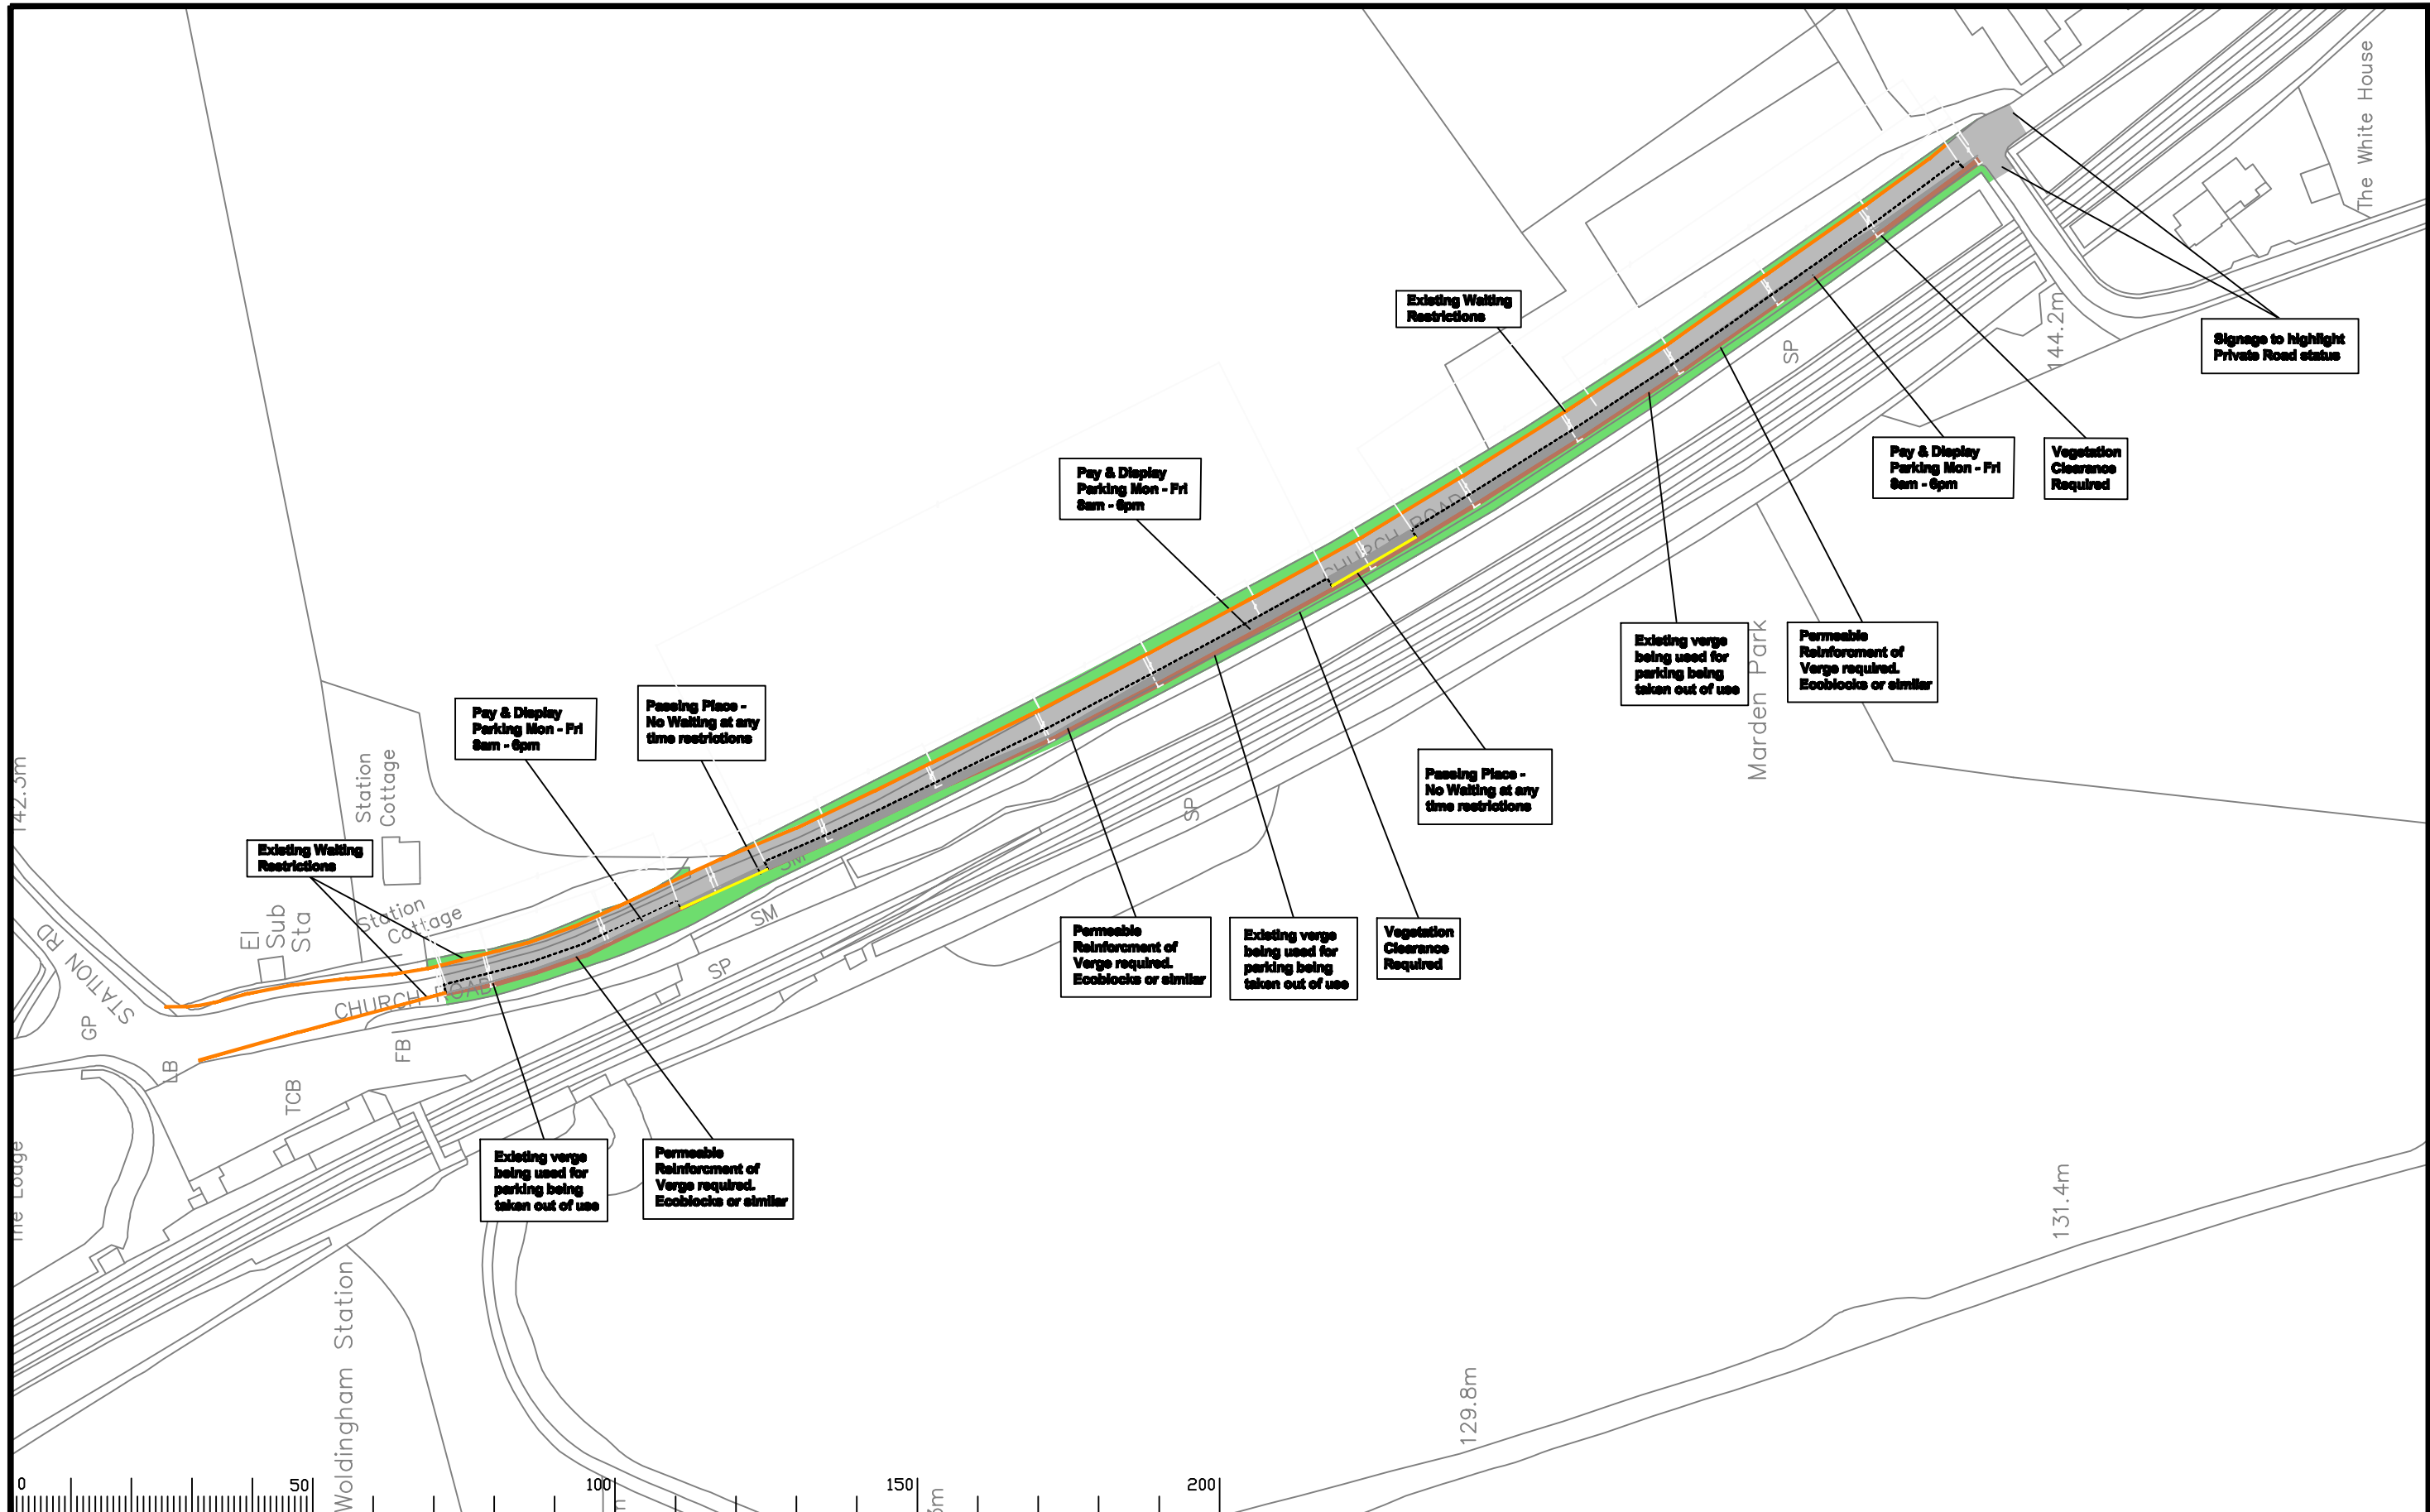 The White House
Existing Waiting
Restrictions
SP
144.2m
Signage to highlight
Private Road status
Pay & Display
Parking Mon - Fri
8am - 6pm
Pay & Display
Parking Mon - Fri
8am - 6pm
Vegetation
Clearance
Required
CHURCH ROAD
Existing verge
being used for
parking being
taken out of use
Marden Park
Permeable
Reinforcment of
Verge required.
Ecoblocks or similar
Pay & Display
Parking Mon - Fri
8am - 6pm
Passing Place -
No Waiting at any
time restrictions
Passing Place -
No Waiting at any
time restrictions
142.3m
Station
Cottage
SP
Existing Waiting
Restrictions
SM
El
Sub
Sta
Station
Cottage
SM
STATION RD
SP
Permeable
Reinforcment of
Verge required.
Ecoblocks or similar
Existing verge
being used for
parking being
taken out of use
Vegetation
Clearance
Required
CHURCH ROAD
GP
LB
FB
TCB
The Lodge
Existing verge
being used for
parking being
taken out of use
Permeable
Reinforcment of
Verge required.
Ecoblocks or similar
131.4m
Woldingham Station
129.8m
0
50
100
150
200